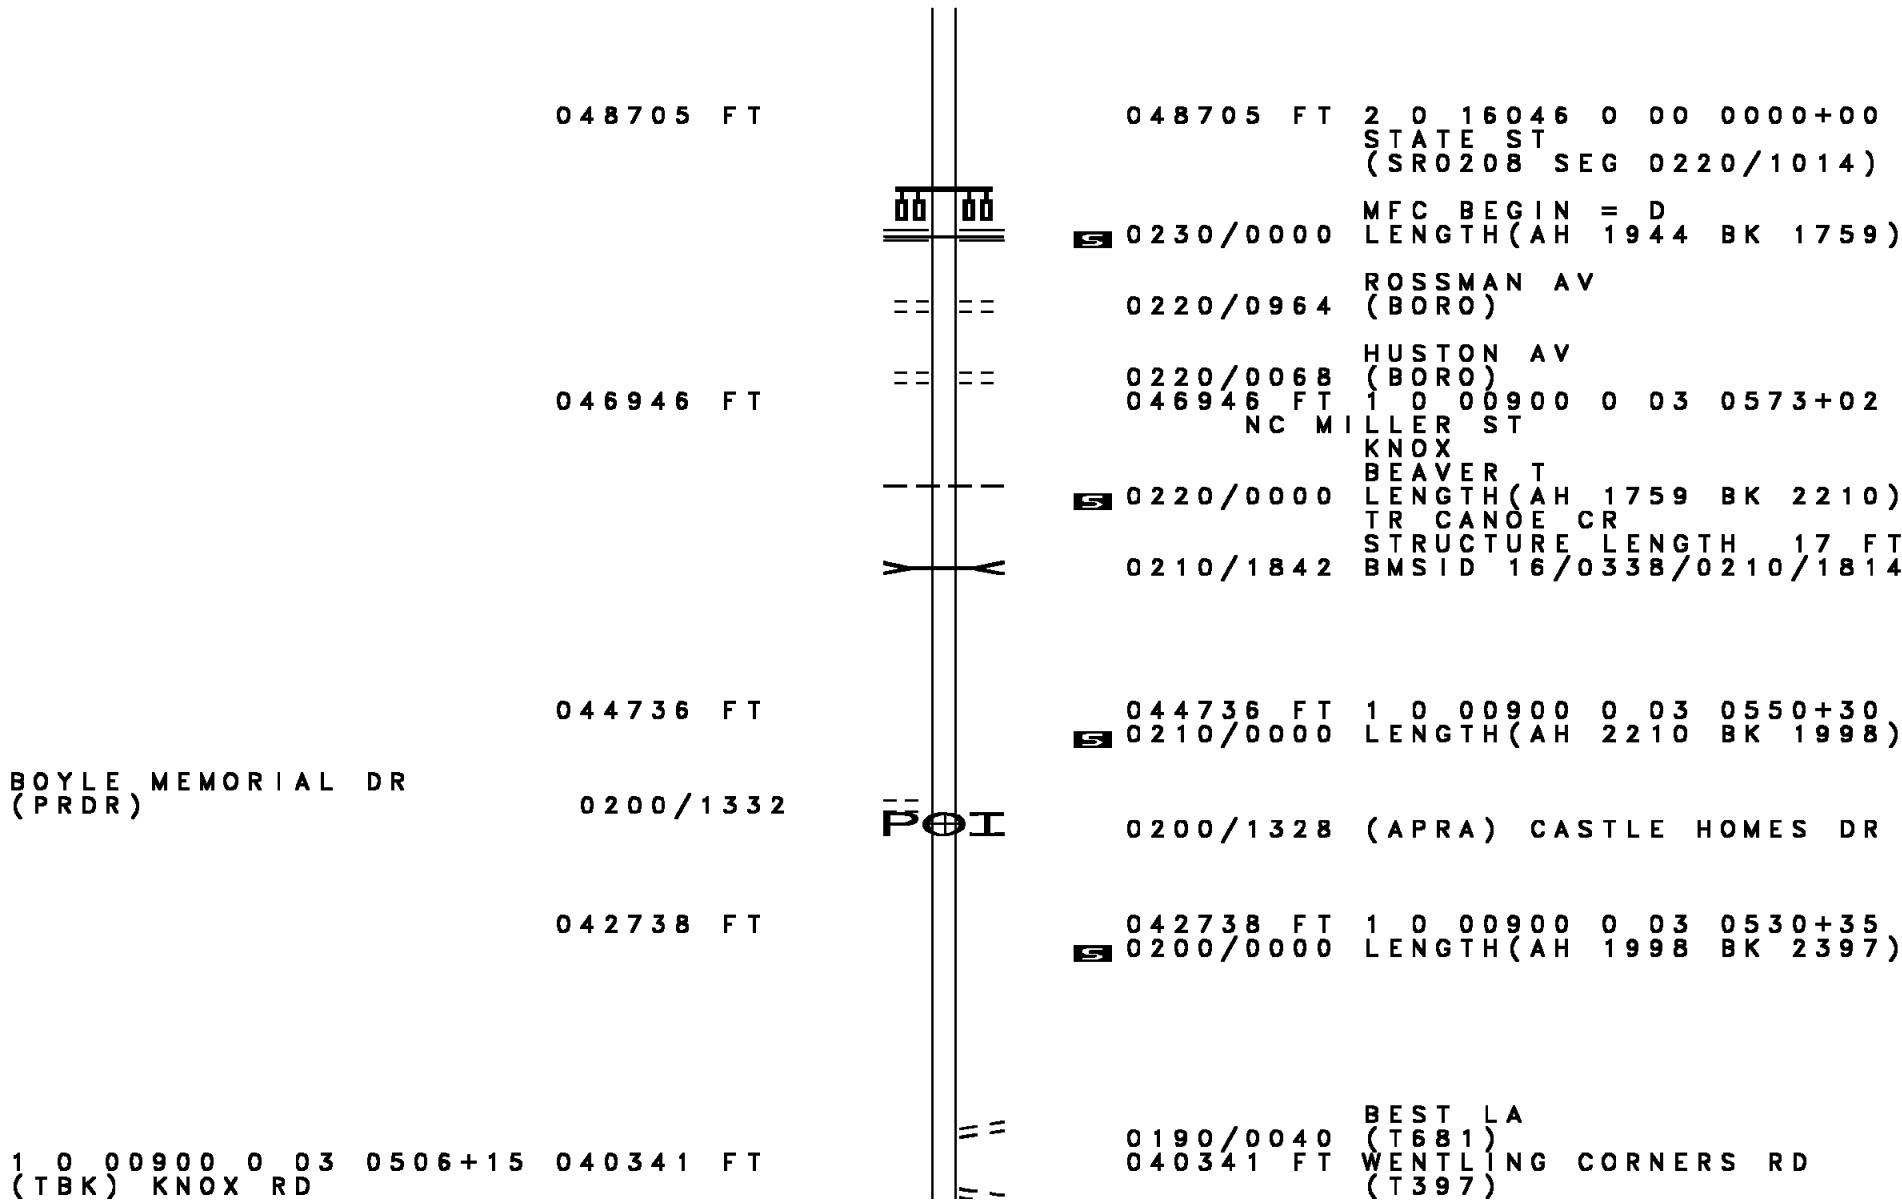 048705 FT 048705 FT 2 0 16046 0 00 0000+00
STATE ST
(SR0208 SEG 0220/1014)
MFC BEGIN = D
S 0230/0000 LENGTH(AH 1944 BK 1759)
ROSSMAN AV
0220/0964 (BORO)
HUSTON AV
0220/0068 (BORO)
046946 FT 046946 FT 1 0 00900 0 03 0573+02
NC MILLER ST
KNOX
BEAVER T
S 0220/0000 LENGTH(AH 1759 BK 2210)
TR CANOE CR
STRUCTURE LENGTH 17 FT
0210/1842 BMSID 16/0338/0210/1814
044736 FT 044736 FT 1 0 00900 0 03 0550+30
S 0210/0000 LENGTH(AH 2210 BK 1998)
BOYLE MEMORIAL DR
(PRDR) 0200/1332
POI 0200/1328 (APRA) CASTLE HOMES DR
042738 FT 042738 FT 1 0 00900 0 03 0530+35
S 0200/0000 LENGTH(AH 1998 BK 2397)
BEST LA
0190/0040 (T681)
1 0 00900 0 03 0506+15 040341 FT 040341 FT WENTLING CORNERS RD
(TBK) KNOX RD (T397)